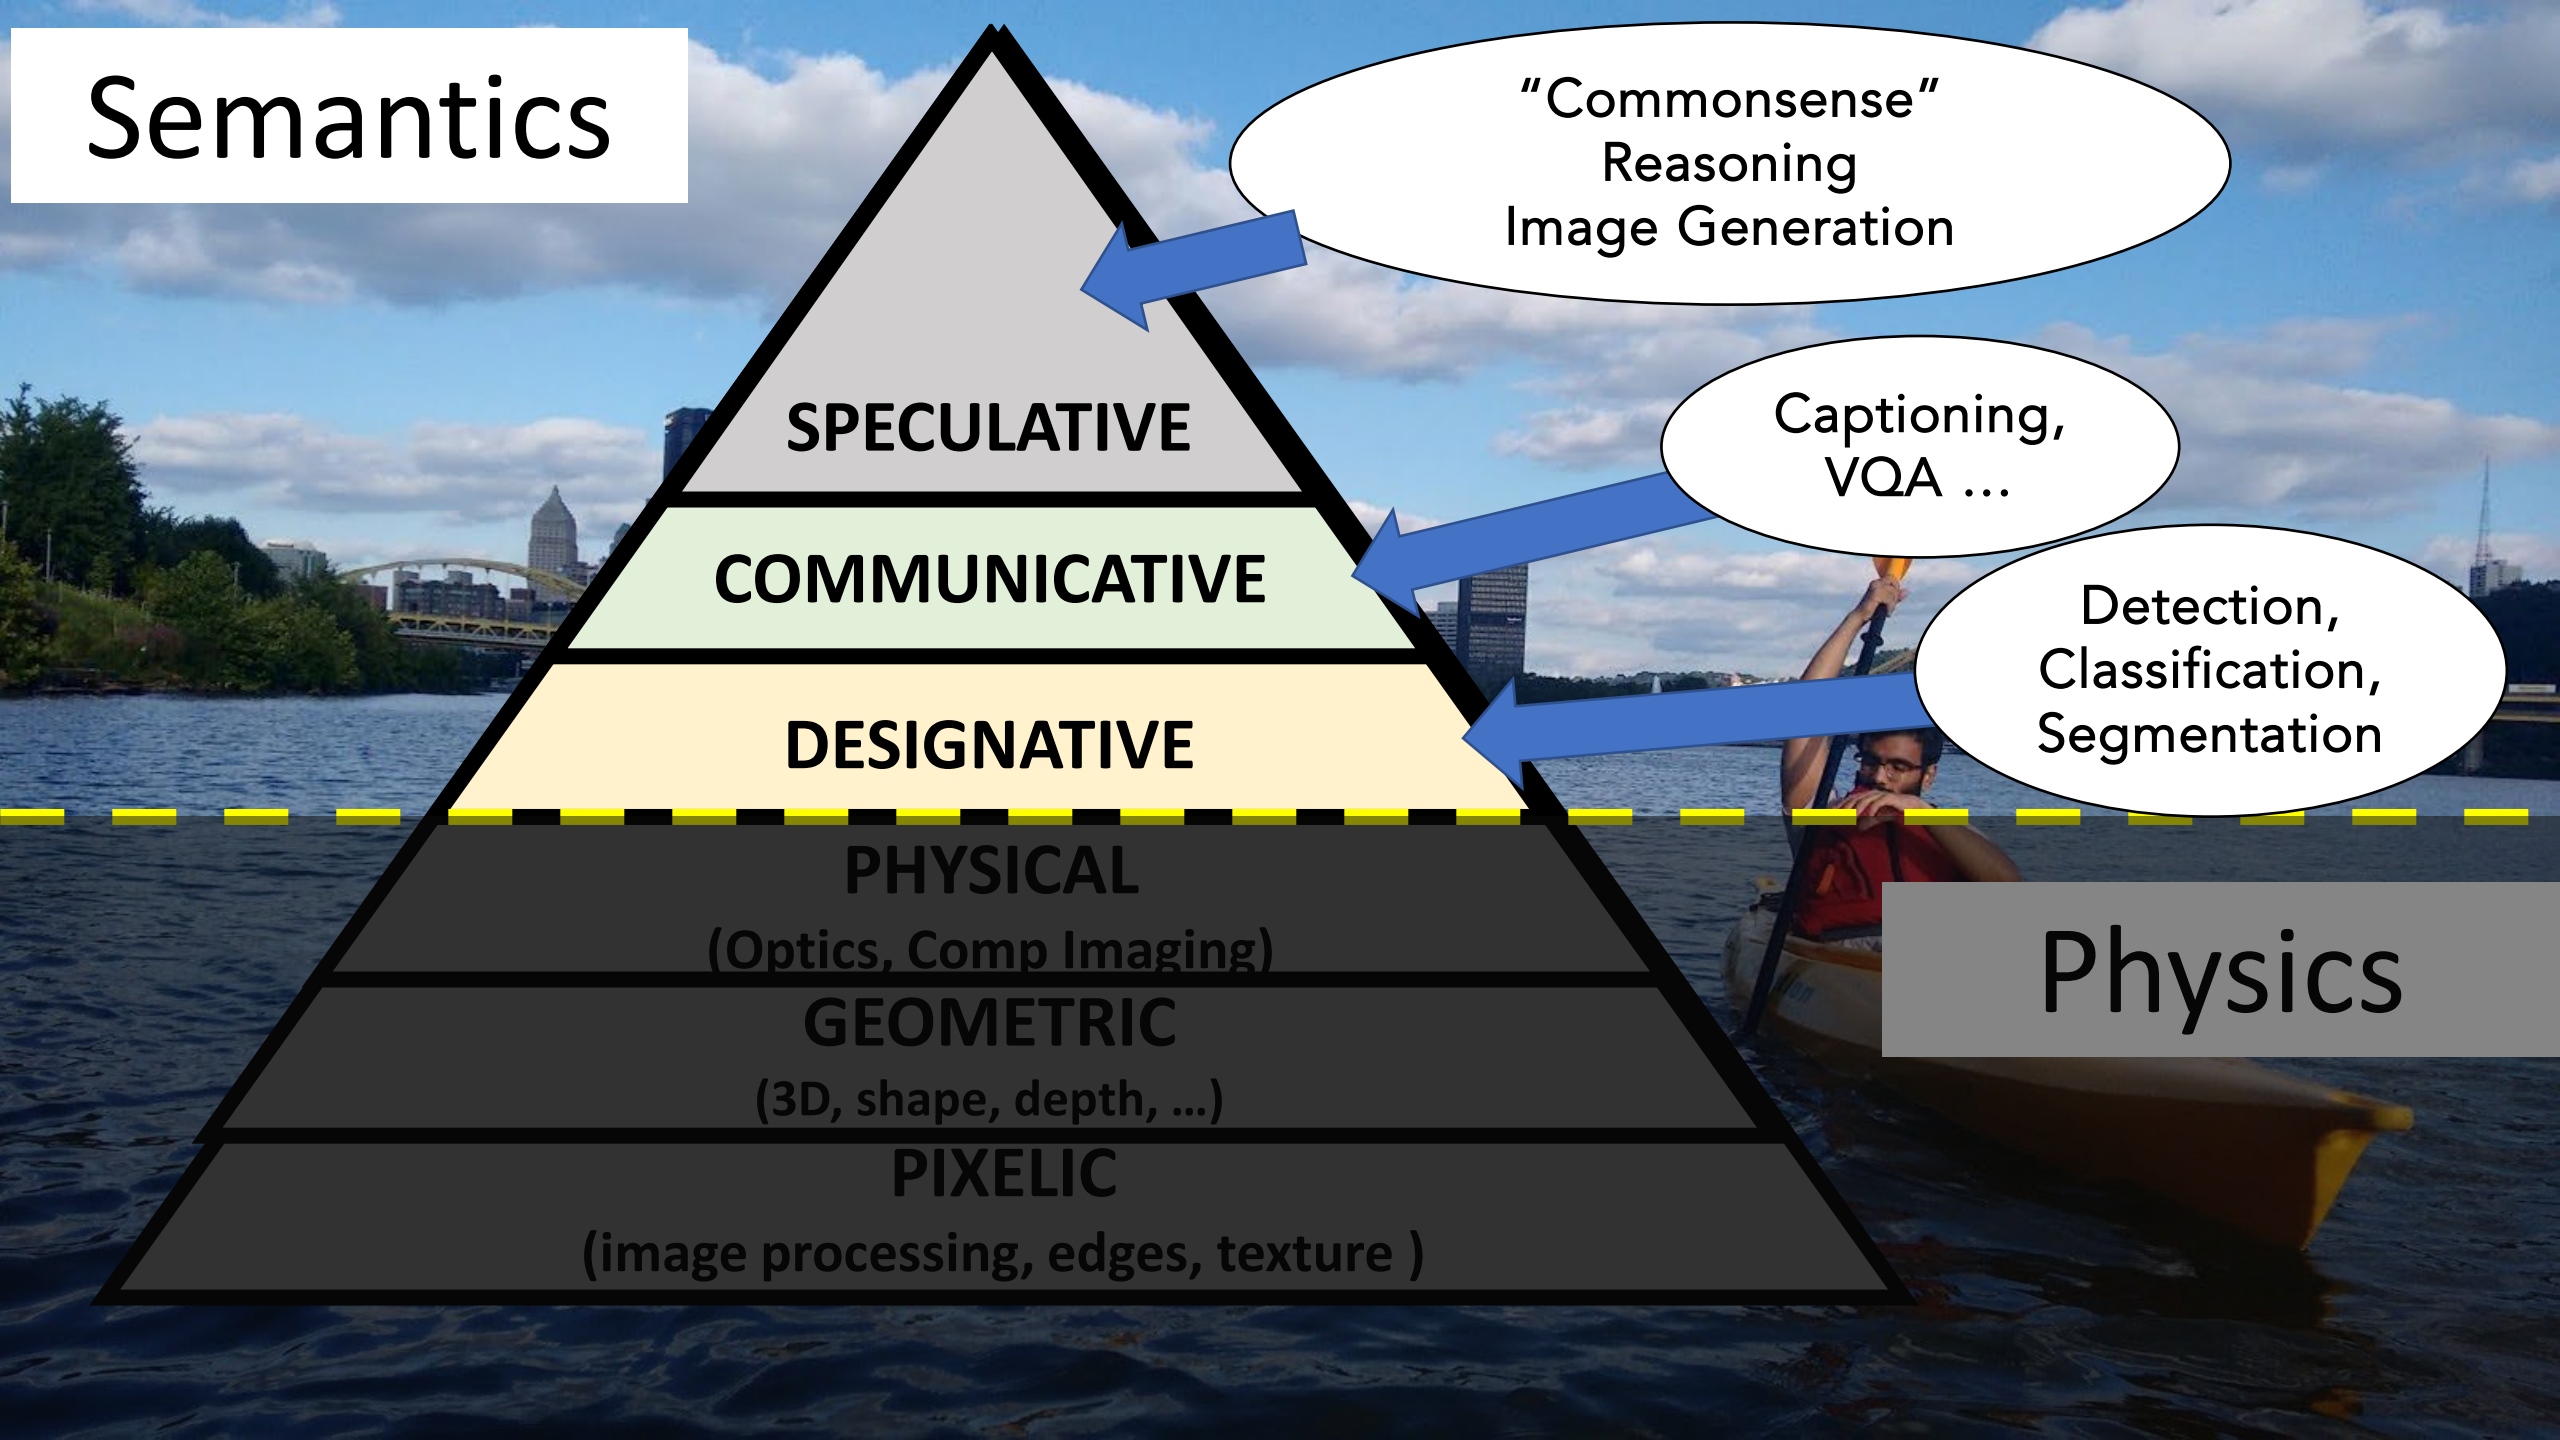 Semantics
“Commonsense”
Reasoning
Image Generation
SPECULATIVE
Captioning,
VQA ...
COMMUNICATIVE
Detection,
Classification,
Segmentation
DESIGNATIVE
PHYSICAL
(Optics, Comp Imaging)
Physics
GEOMETRIC
(3D, shape, depth, ...)
PIXELIC
(image processing, edges, texture )